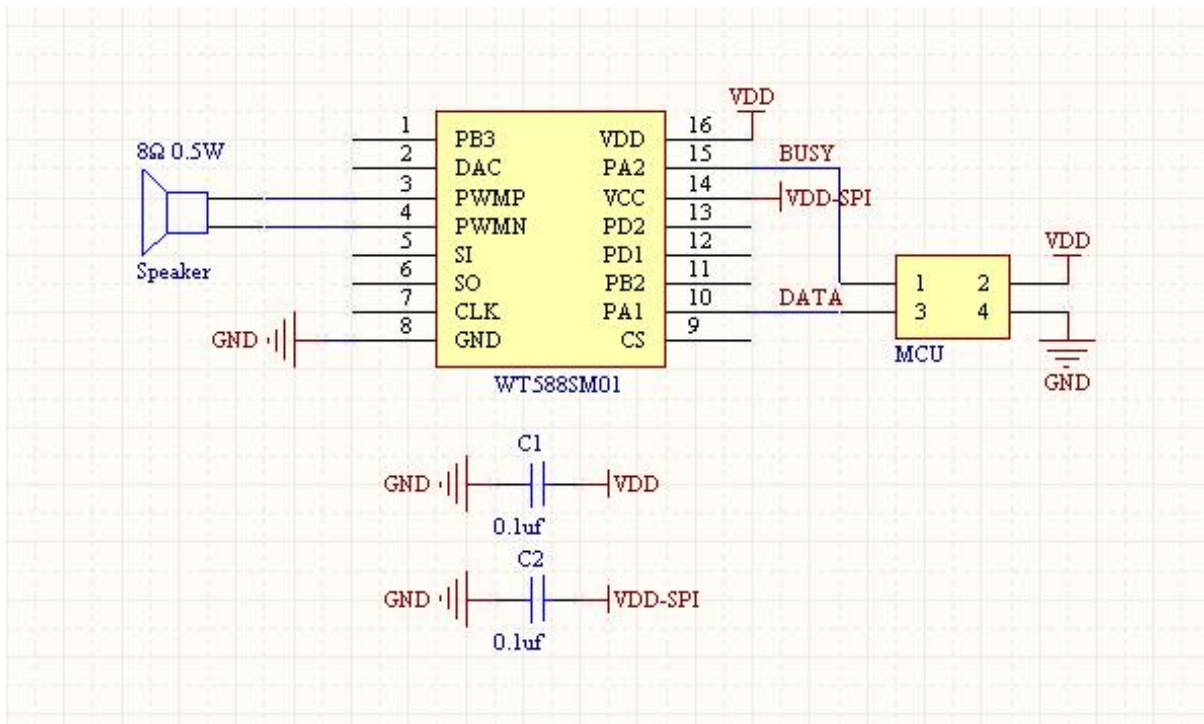 VDD
8Ω 0.5W
Speaker
1 PB3 VDD 16
2 DAC PA2 15 BUSY
3 PWMP VCC 14 VDD-SPI
4 PWMN PD2 13
5 SI PD1 12
6 SO PB2 11
7 CLK PA1 10 DATA
8 GND CS 9
GND
WT588SM01
VDD
1 2
3 4
MCU
GND
C1
GND VDD
0.1uf
C2
GND VDD-SPI
0.1uf